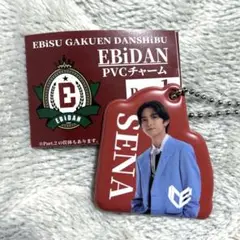 EBiSU GAKUEN DANSHiBU
EBiDAN
PVCチャーム
E
EBiDAN
SENA